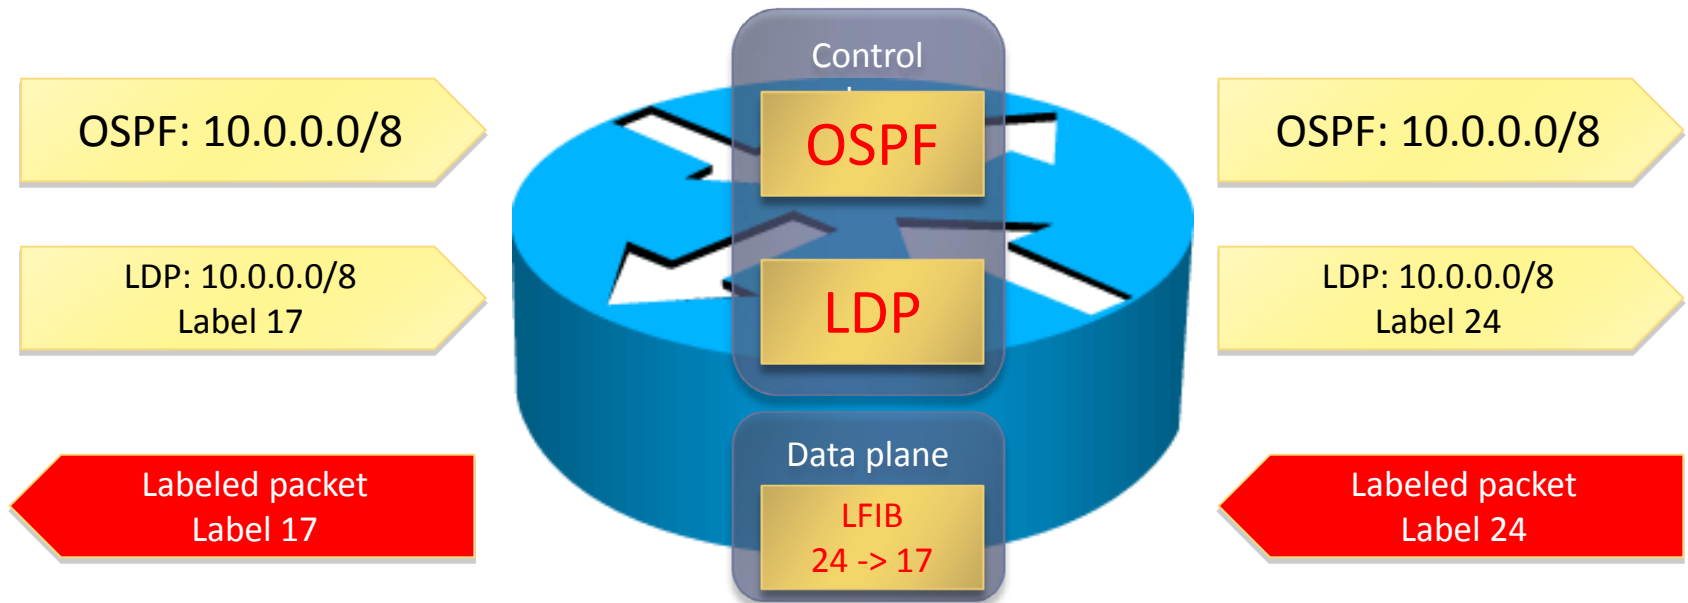 Control
OSPF: 10.0.0.0/8
OSPF
OSPF: 10.0.0.0/8
LDP: 10.0.0.0/8
Label 17
LDP
LDP: 10.0.0.0/8
Label 24
Data plane
Labeled packet
Label 17
LFIB
24 -> 17
Labeled packet
Label 24